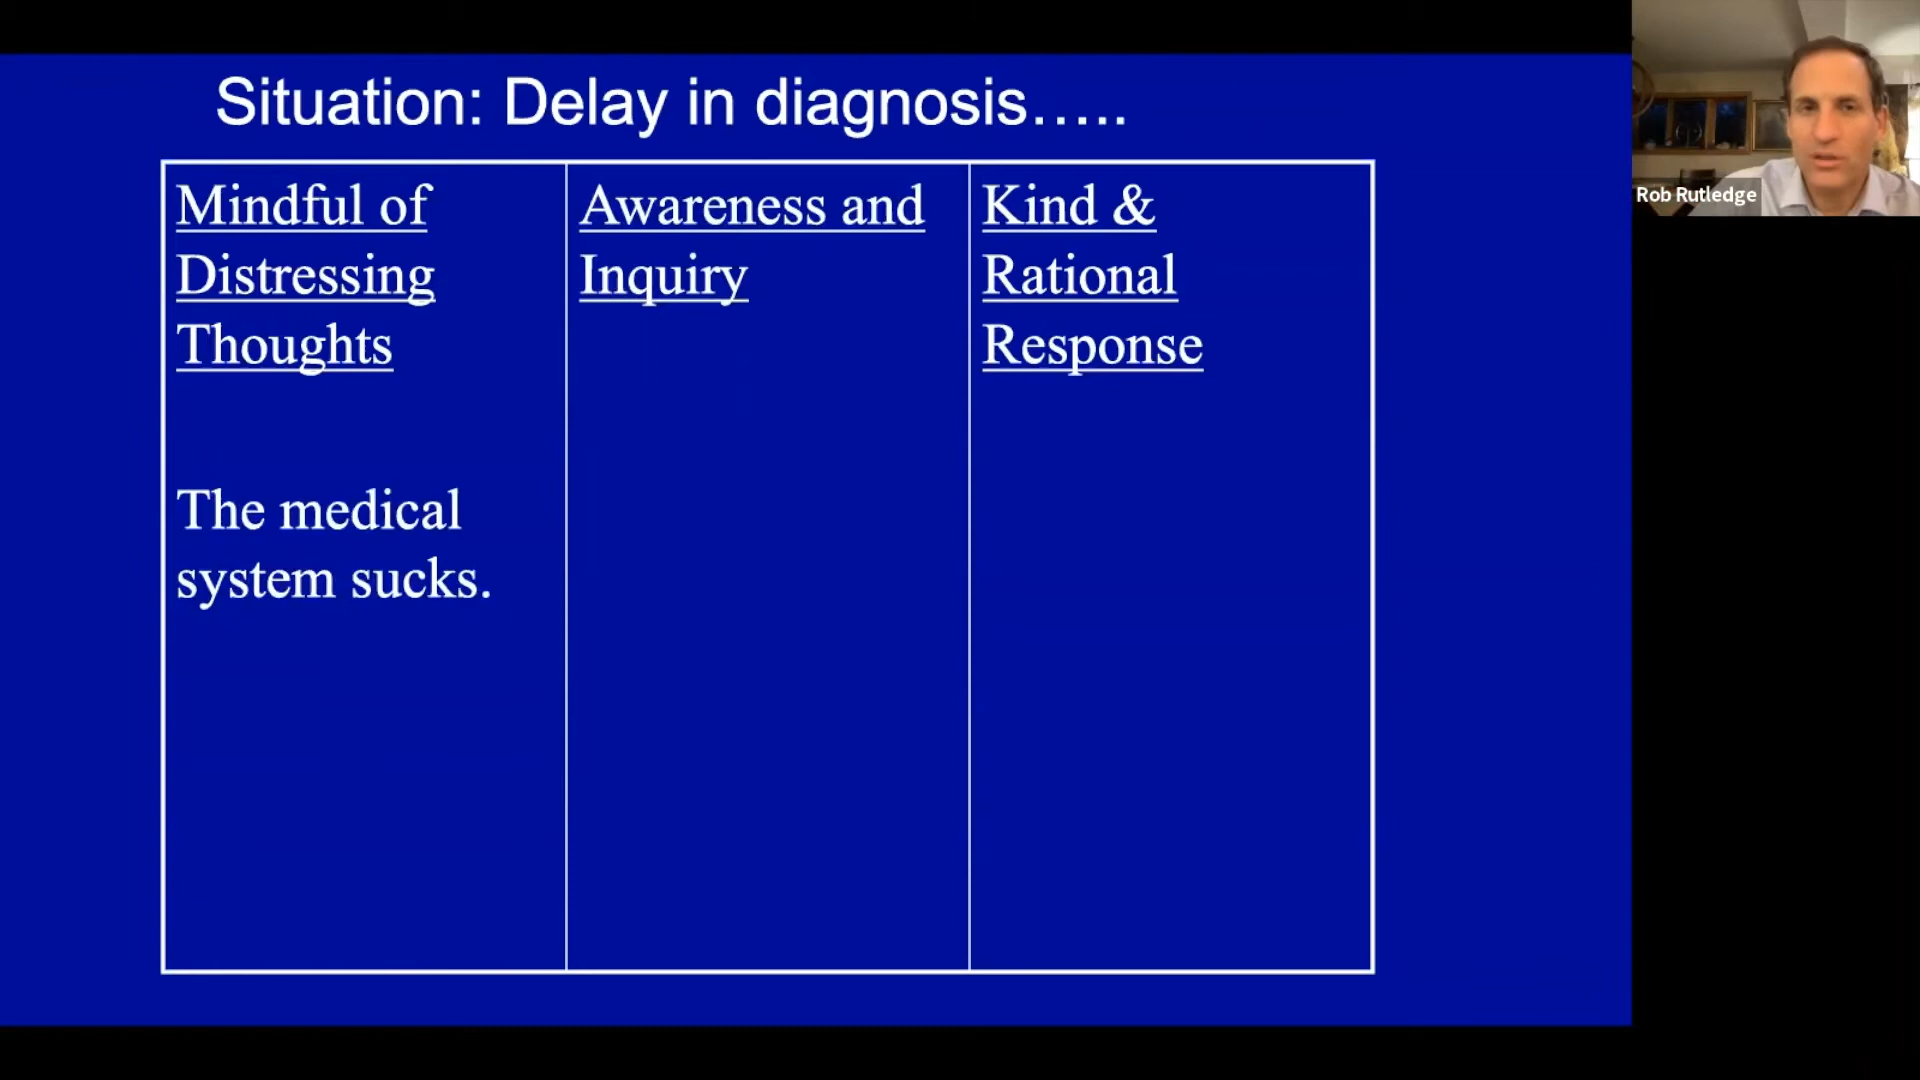 Situation: Delay in diagnosis…..
Mindful of
Distressing
Thoughts
The medical
system sucks.
Awareness and
Inquiry
Kind &
Rational
Response
Rob Rutledge